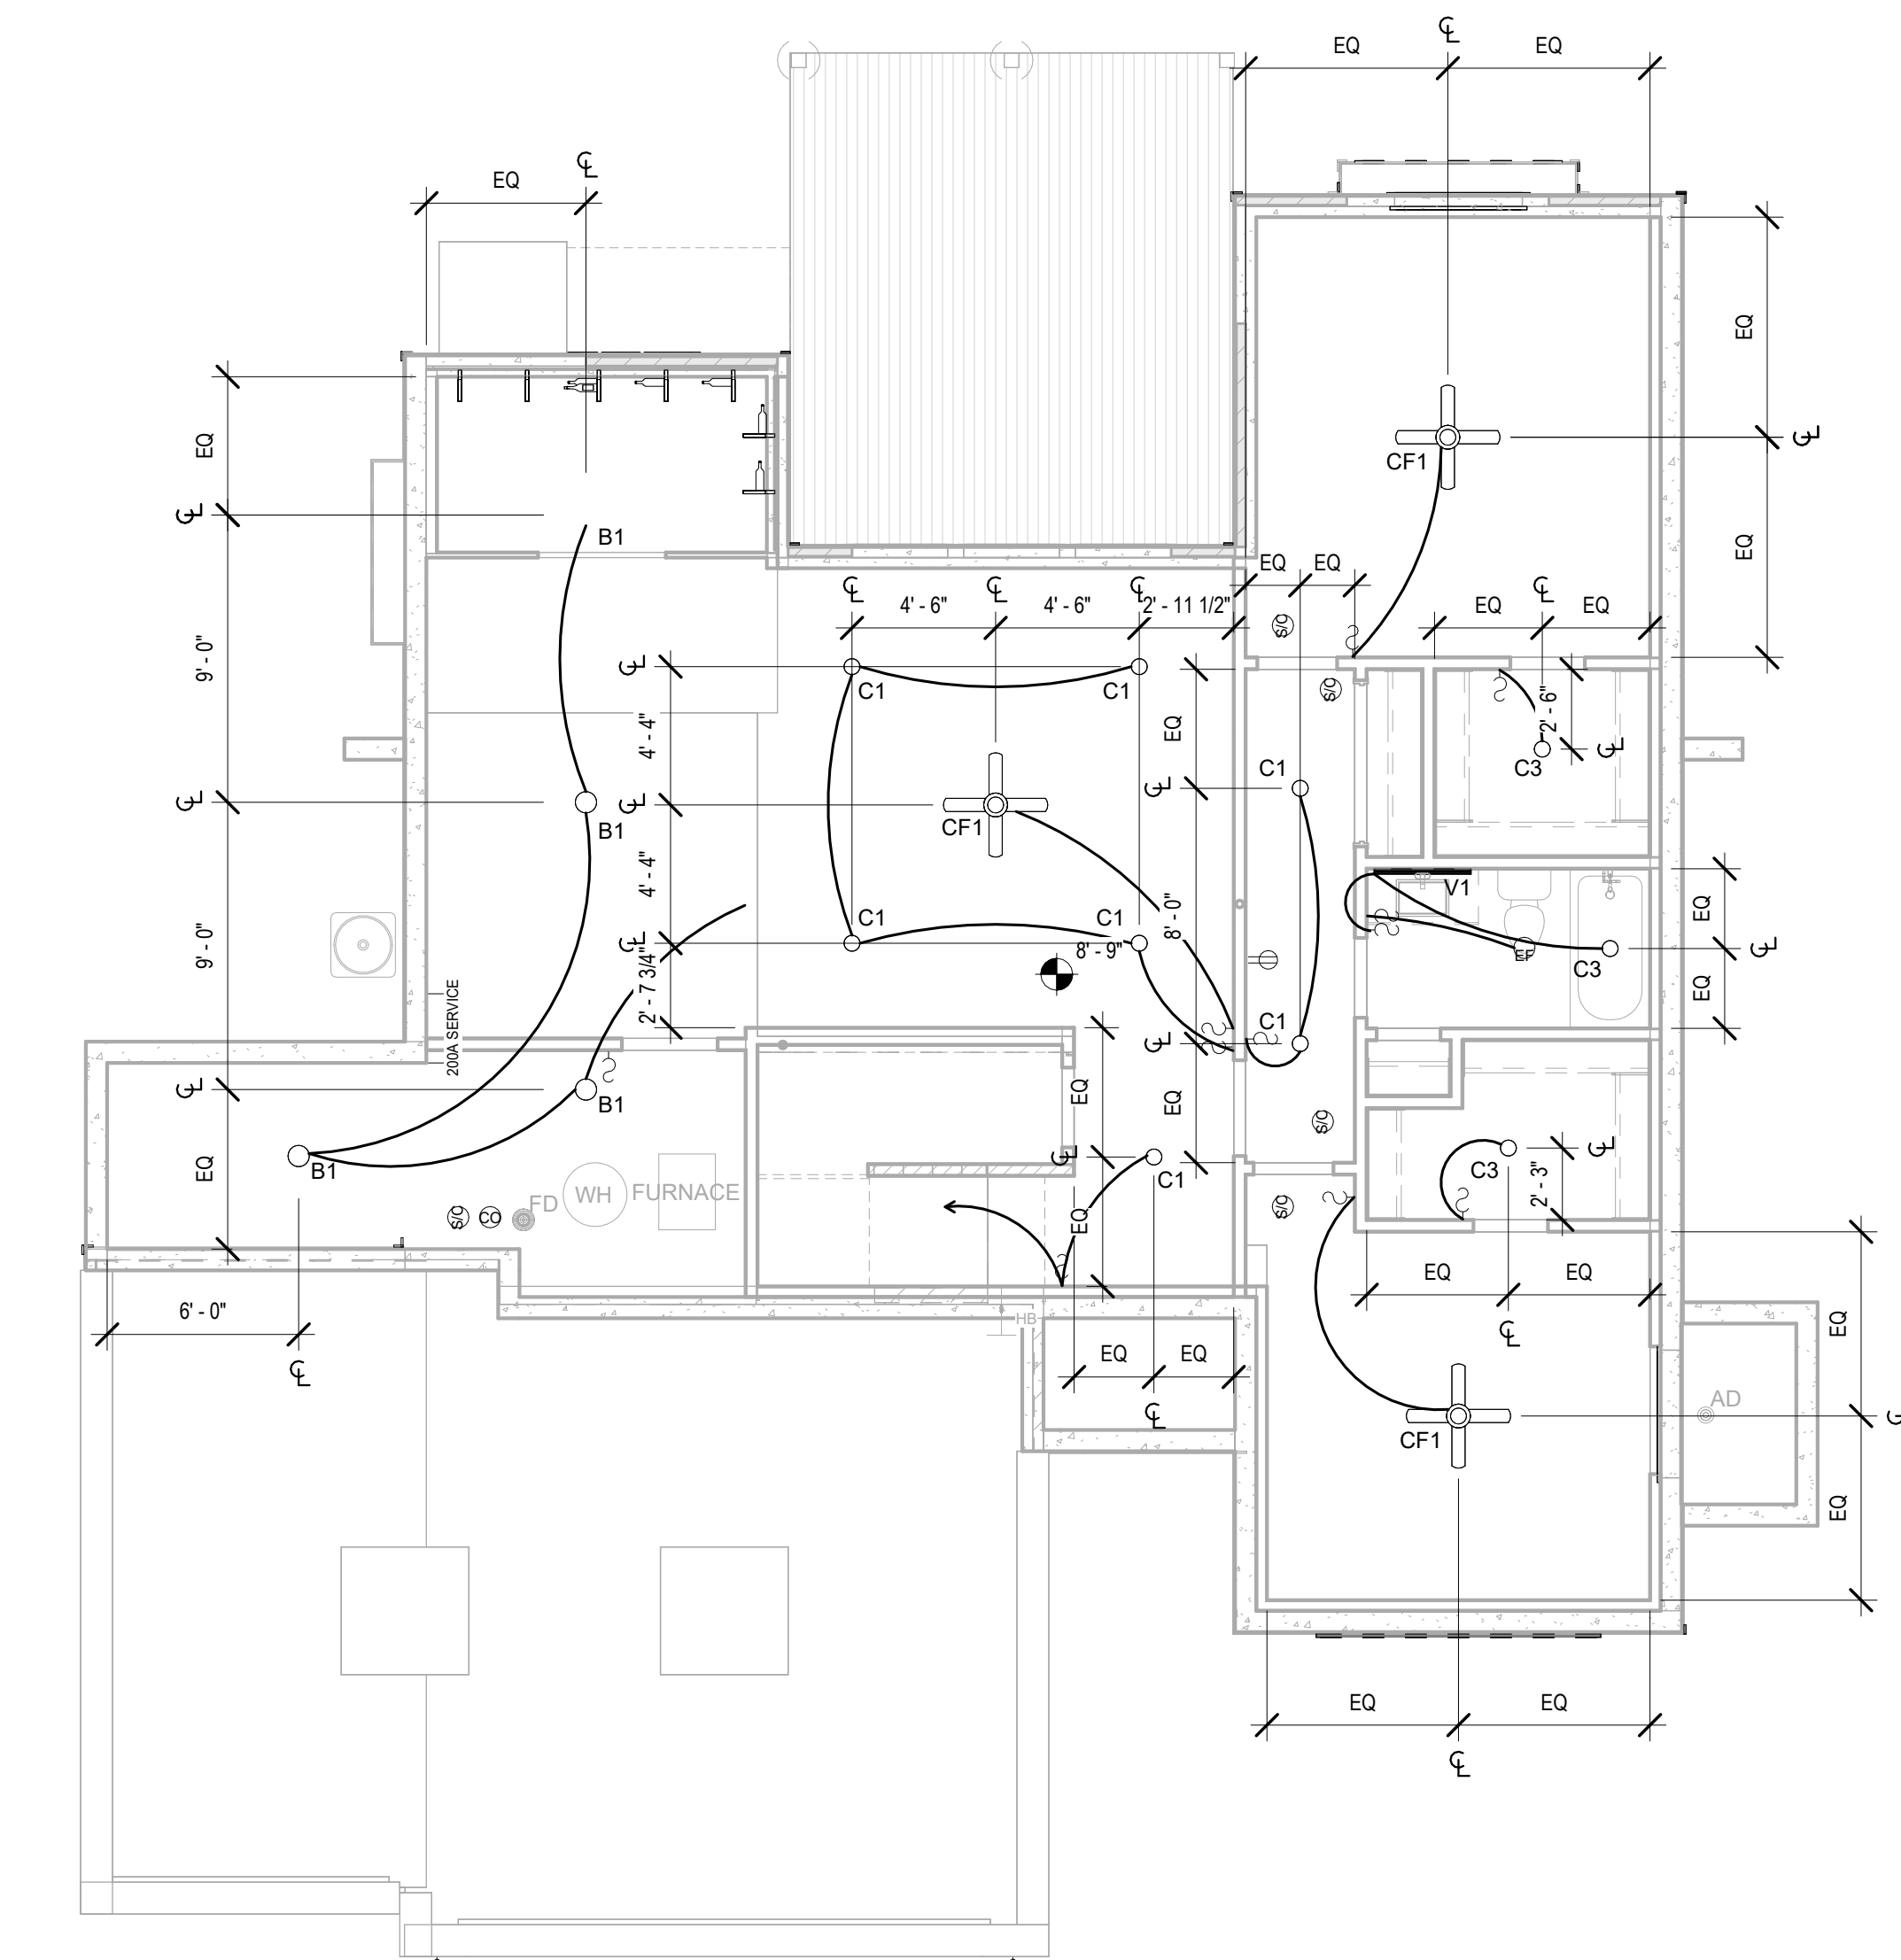 ℄
EQ EQ
℄
EQ
EQ
CF1
℄
EQ
EQ
℄
B1
EQ EQ
℄ ℄ ℄
4' - 6" 4' - 6" 2' - 11 1/2"
S/C
℄
EQ EQ
9' - 0"
℄
C1 C1
S/C
2' - 6"
EQ
4' - 4"
℄
C3
C1
℄
℄
B1
℄
CF1
4' - 4"
V1
8' - 0"
EQ
C1 C1
9' - 0"
℄
8' - 9"
EF
C3
℄
2' - 7 3/4"
EQ
200A SERVICE
C1
℄
℄
B1
EQ
EQ
S/C
EQ
B1
℄
C1
C3
℄
2' - 3"
WH
FURNACE
FD
S/C
CO
EQ
S/C
EQ EQ
6' - 0"
HB
℄
℄
EQ
EQ EQ
℄
AD
CF1
℄
EQ
EQ EQ
℄